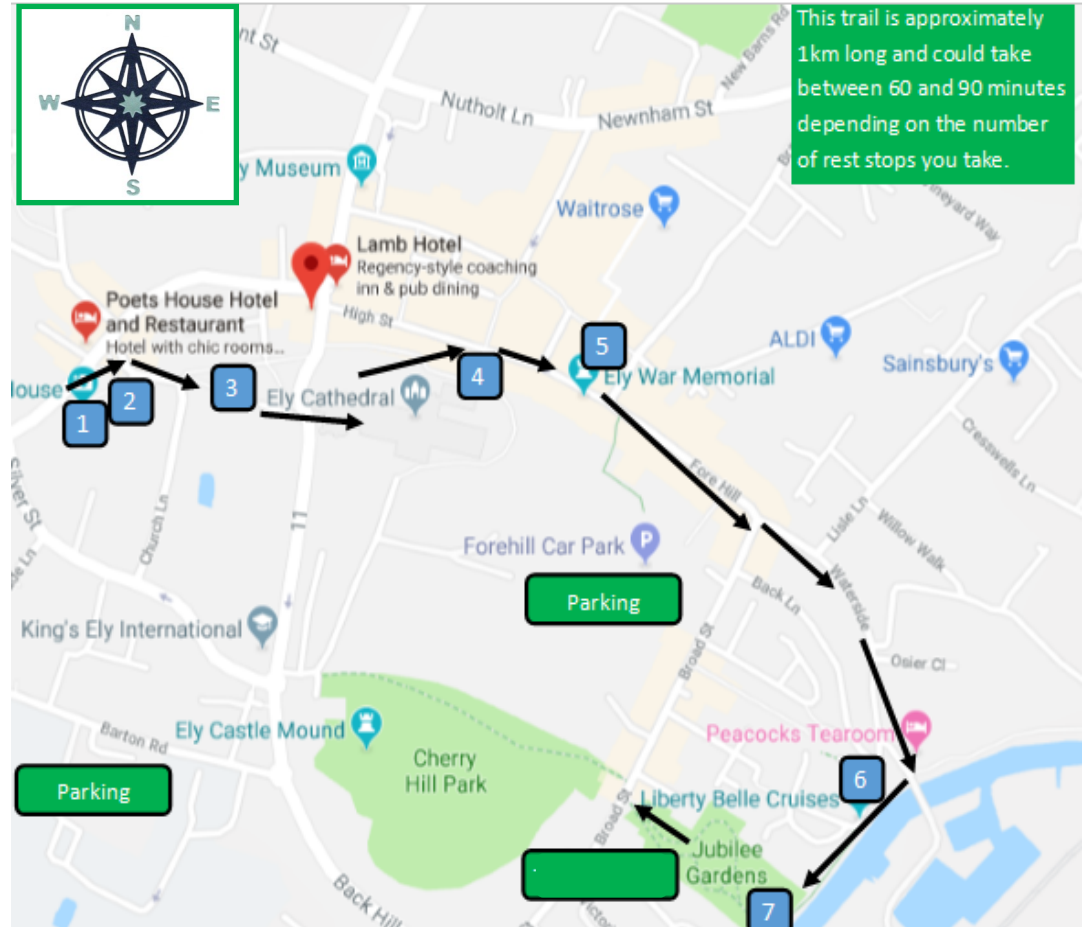 N
W
E
S
This trail is approximately
1km long and could take
between 60 and 90 minutes
depending on the number
of rest stops you take.
nt St
Nutholt Ln
Newnham St
New Barns Rd
y Museum
Waitrose
ineyard Way
Lamb Hotel
Regency-style coaching
inn & pub dining
High St
Poets House Hotel
and Restaurant
Hotel with chic rooms...
ouse
1
2
3
Ely Cathedral
4
5
Ely War Memorial
ALDI
Sainsbury's
Cresswells Ln
Silver St
de Ln
Church Ln
11
Fore Hill
Lisle Ln
Willow Walk
Forehill Car Park
P
Parking
Back Ln
Waterside
Osier Cl
King's Ely International
Broad St
Ely Castle Mound
Barton Rd
Cherry
Hill Park
Parking
Peacocks Tearoom
6
Liberty Belle Cruises
Broad St
Jubilee
Gardens
7
Back Hill
Victo